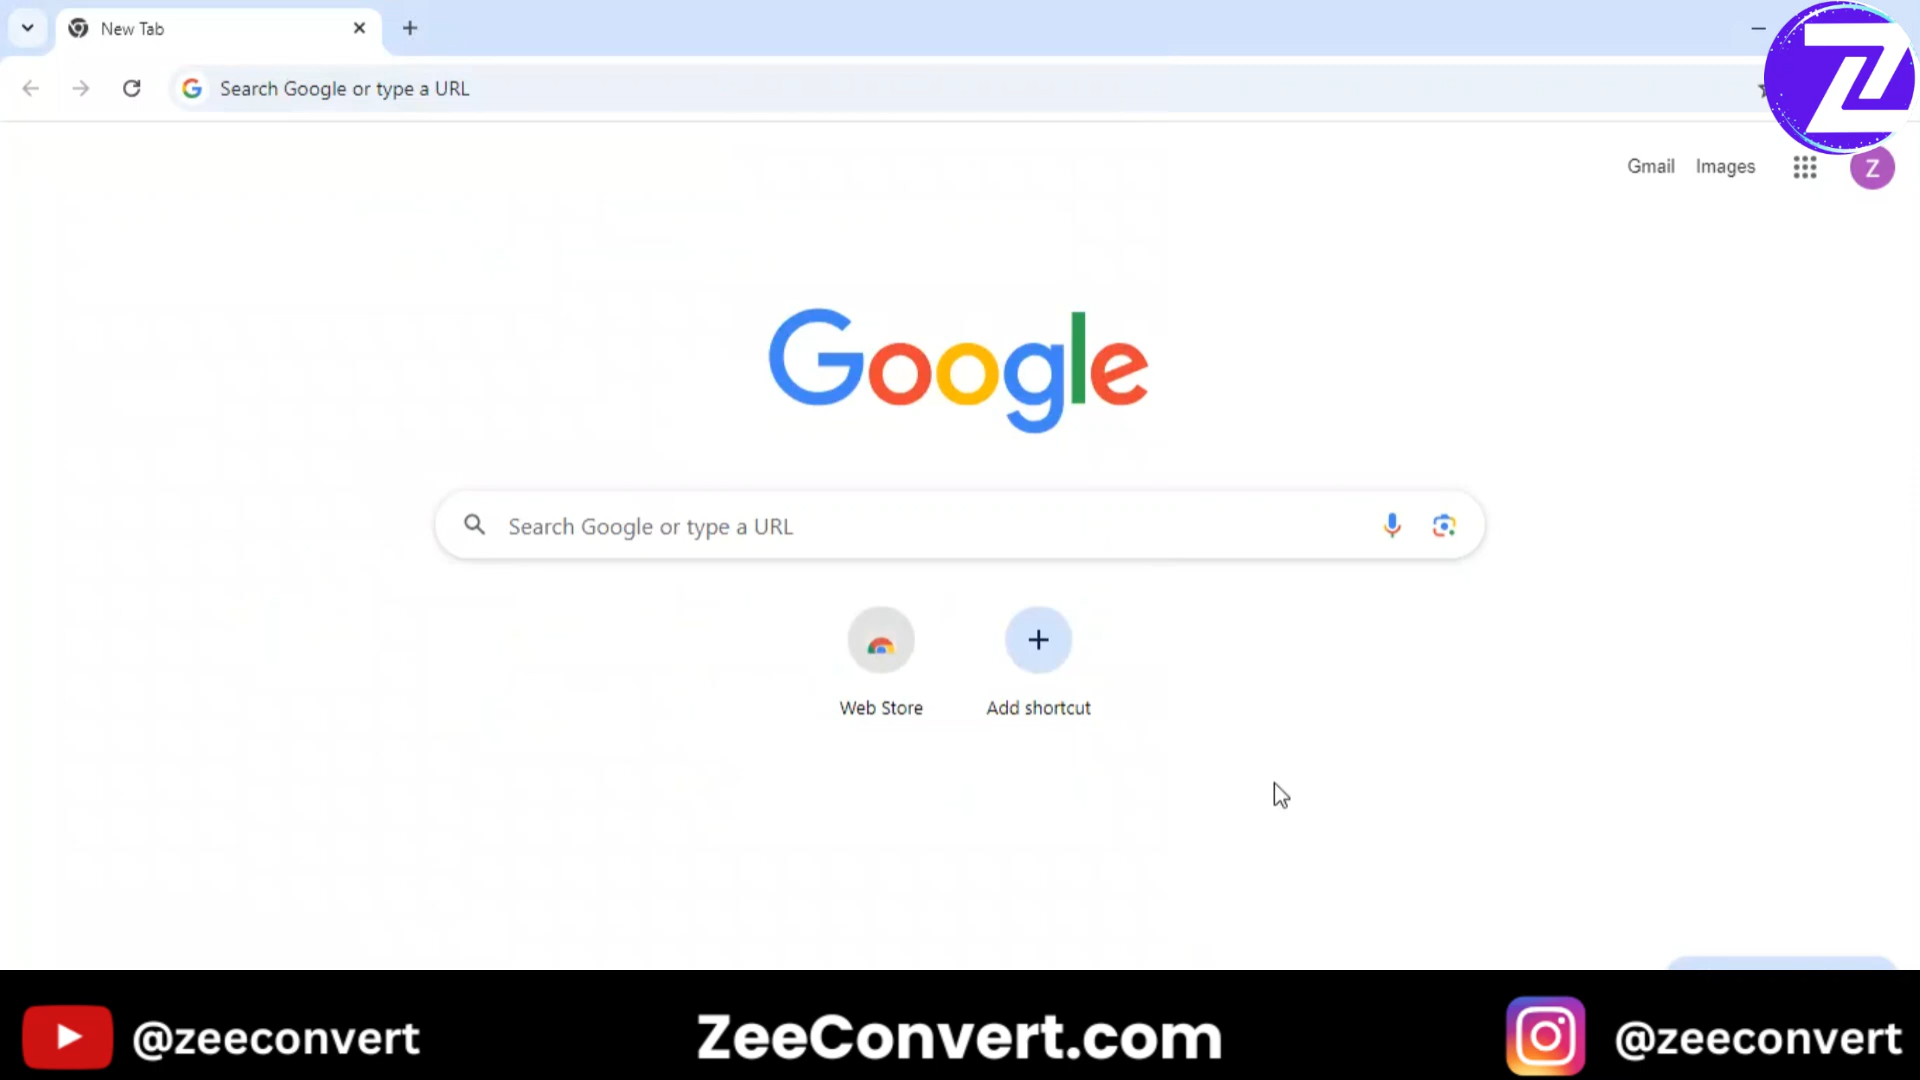 New Tab
Search Google or type a URL
Z
Gmail Images
Z
Google
Search Google or type a URL
Web Store Add shortcut
@zeeconvert ZeeConvert.com @zeeconvert